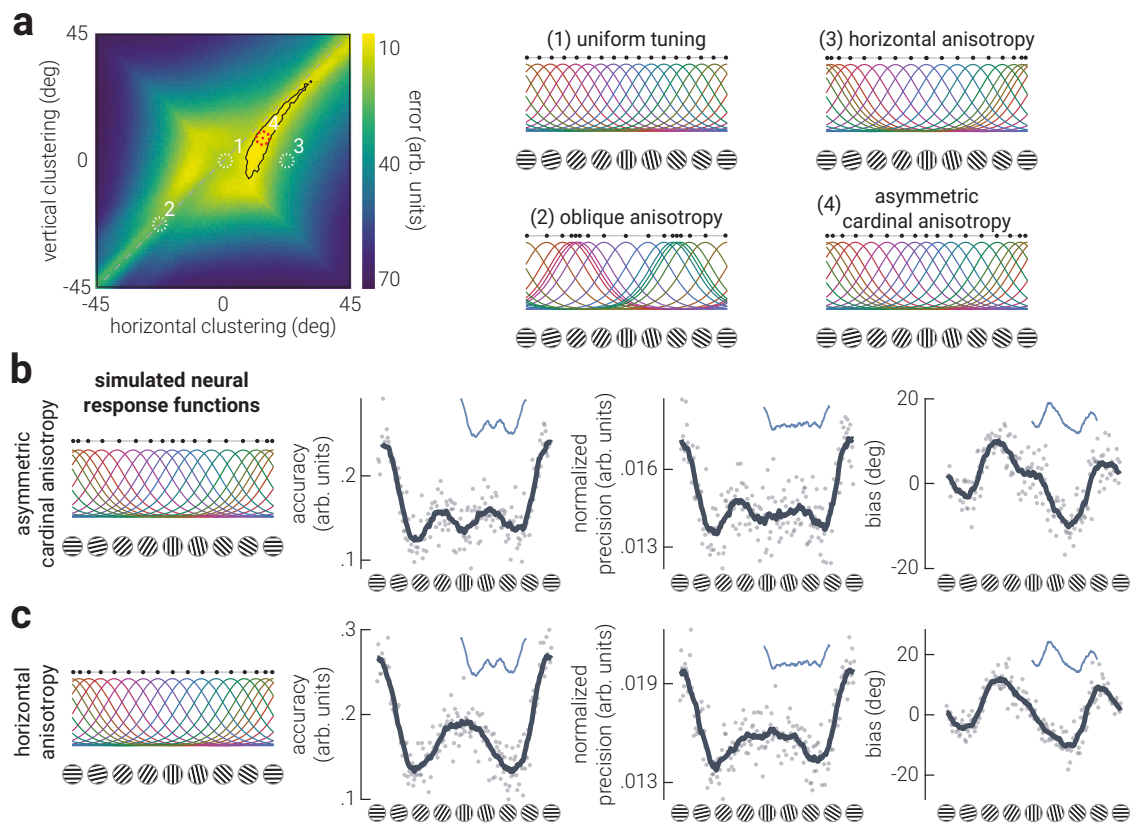 a
45
0
-45
vertical clustering (deg)
-45
0
45
horizontal clustering (deg)
1
2
3
4
10
40
70
error (arb. units)
(1) uniform tuning
(3) horizontal anisotropy
(2) oblique anisotropy
(4) asymmetric
cardinal anisotropy
b
asymmetric
cardinal anisotropy
simulated neural
response functions
accuracy
(arb. units)
.2
.1
normalized
precision (arb. units)
.016
.013
bias (deg)
20
0
-20
c
horizontal
anisotropy
accuracy
(arb. units)
.3
.2
.1
normalized
precision (arb. units)
.019
.013
bias (deg)
20
0
-20